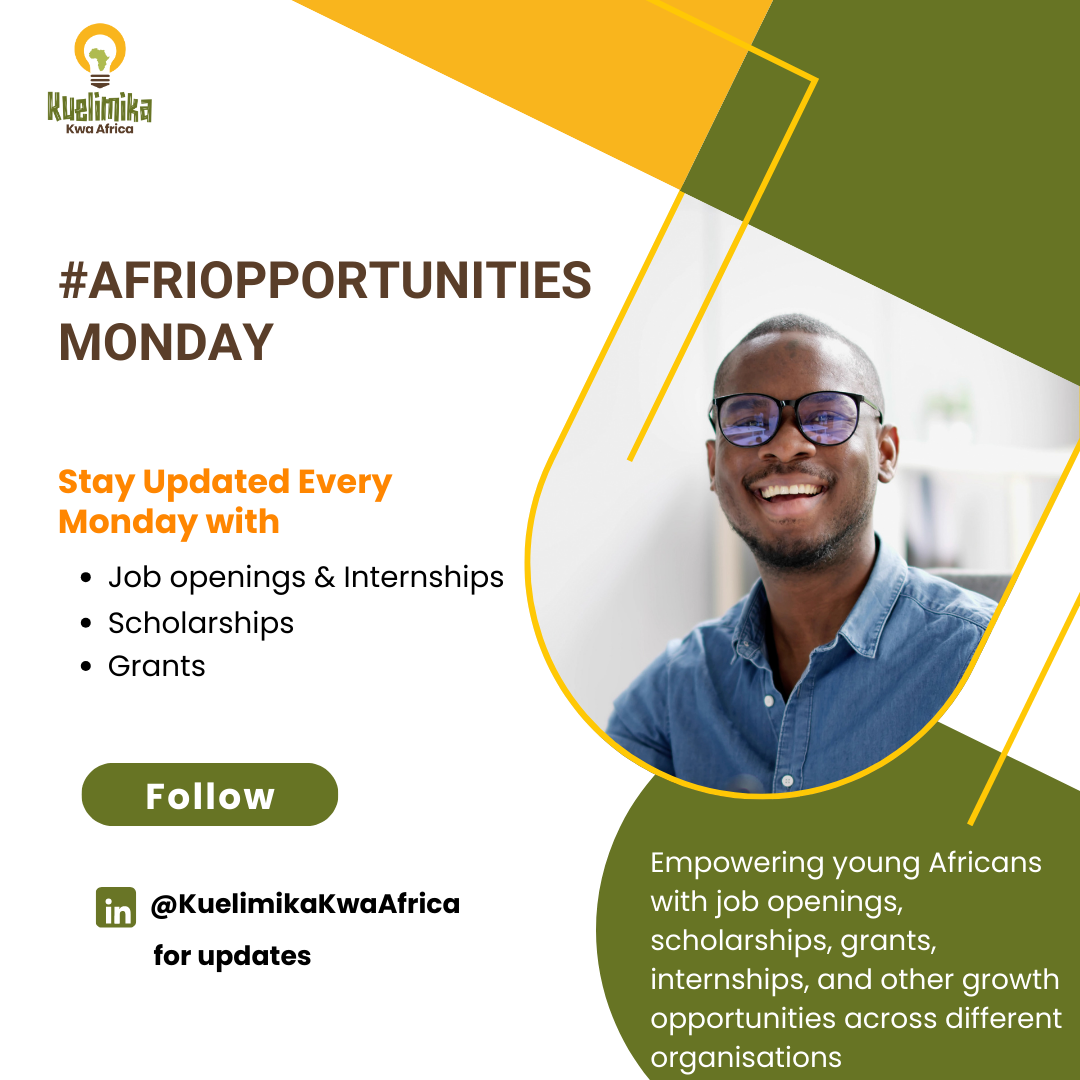 Kuelimika
Kwa Africa
#AFRIOPPORTUNITIES
MONDAY
Stay Updated Every
Monday with
• Job openings & Internships
• Scholarships
• Grants
Follow
in @KuelimikaKwaAfrica
for updates
Empowering young Africans
with job openings,
scholarships, grants,
internships, and other growth
opportunities across different
organisations